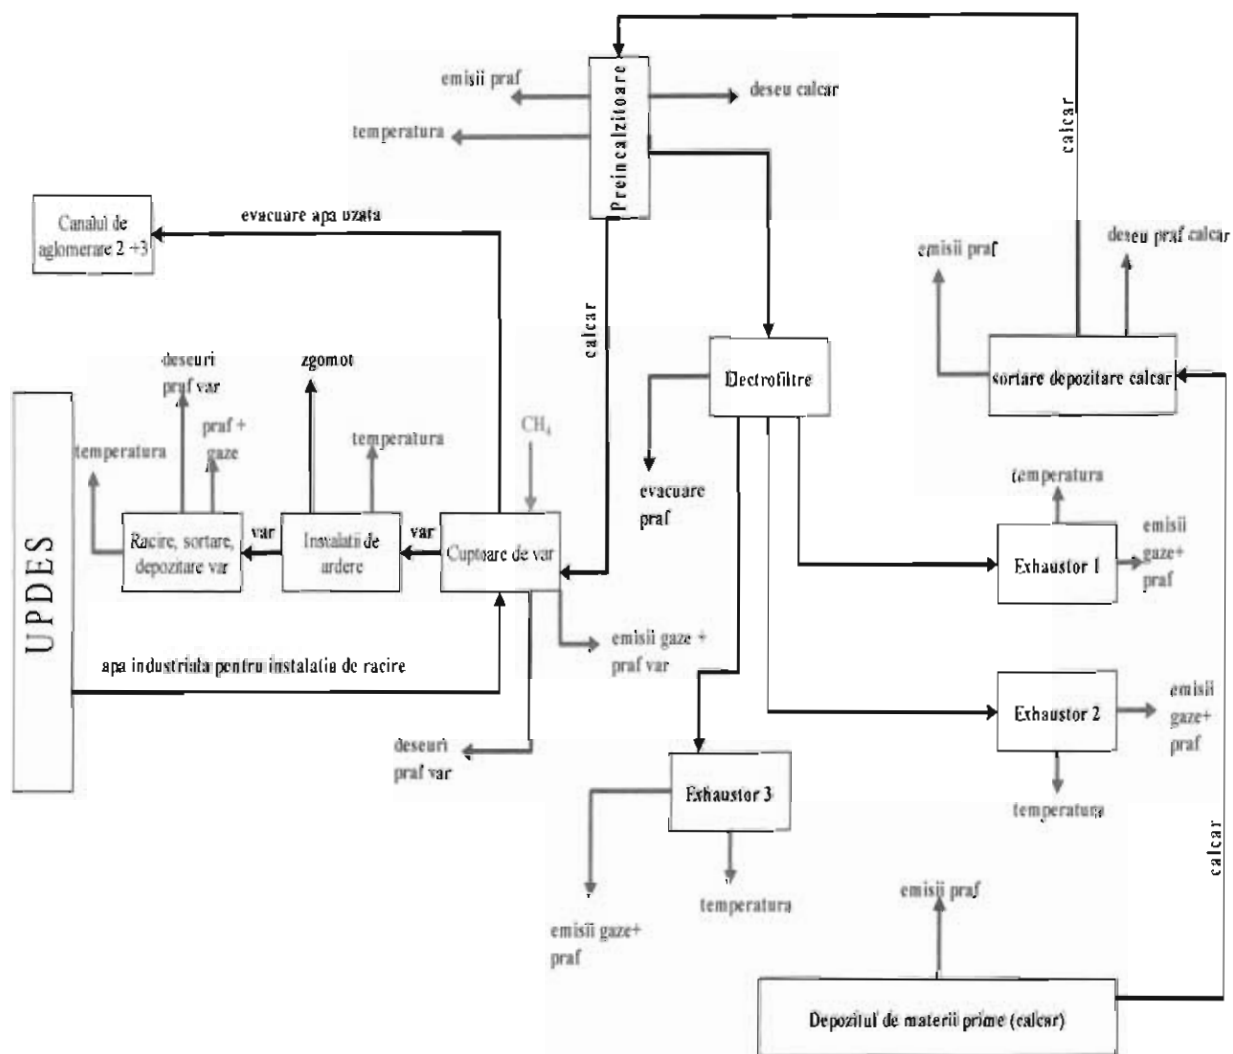 emisii praf
deseu calcar
temperatura
Preincalzitoare
calcar
Canalul de
aglomerare 2 +3
evacuare apa uzata
calcar
emisii praf
deseu praf calcar
sortare depozitare calcar
Electrofiltre
evacuare
praf
deseuri
praf var
zgomot
praf +
gaze
temperatura
temperatura
CH4
UPDES
Racire, sortare,
depozitare var
var
Instalatii de
ardere
var
Cuptoare de var
temperatura
Exhaustor 1
emisii
gaze+
praf
emisii gaze +
praf var
apa industriala pentru instalatia de racire
deseuri
praf var
Exhaustor 2
emisii
gaze+
praf
temperatura
Exhaustor 3
temperatura
emisii gaze+
praf
calcar
emisii praf
Depozitul de materii prime (calcar)